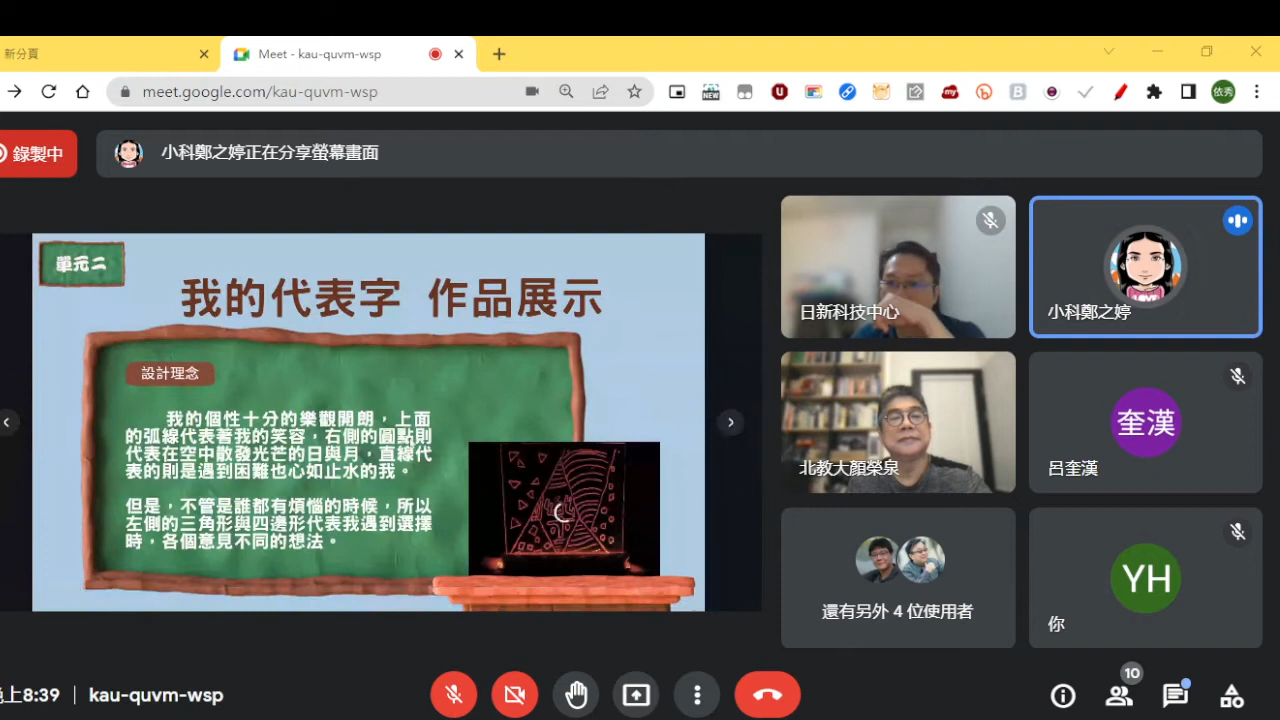 新分頁
Meet - kau-quvm-wsp
meet.google.com/kau-quvm-wsp
NEW
依秀
錄製中
小科鄭之婷正在分享螢幕畫面
單元二
我的代表字 作品展示
設計理念
我的個性十分的樂觀開朗，上面
的弧線代表著我的笑容，右側的圓點則
代表在空中散發光芒的日與月，直線代
表的則是遇到困難也心如止水的我。
但是，不管是誰都有煩惱的時候，所以
左側的三角形與四邊形代表我遇到選擇
時，各個意見不同的想法。
日新科技中心
小科鄭之婷
北教大顏榮泉
奎漢
呂奎漢
還有另外 4 位使用者
YH
你
晚上8:39
kau-quvm-wsp
10